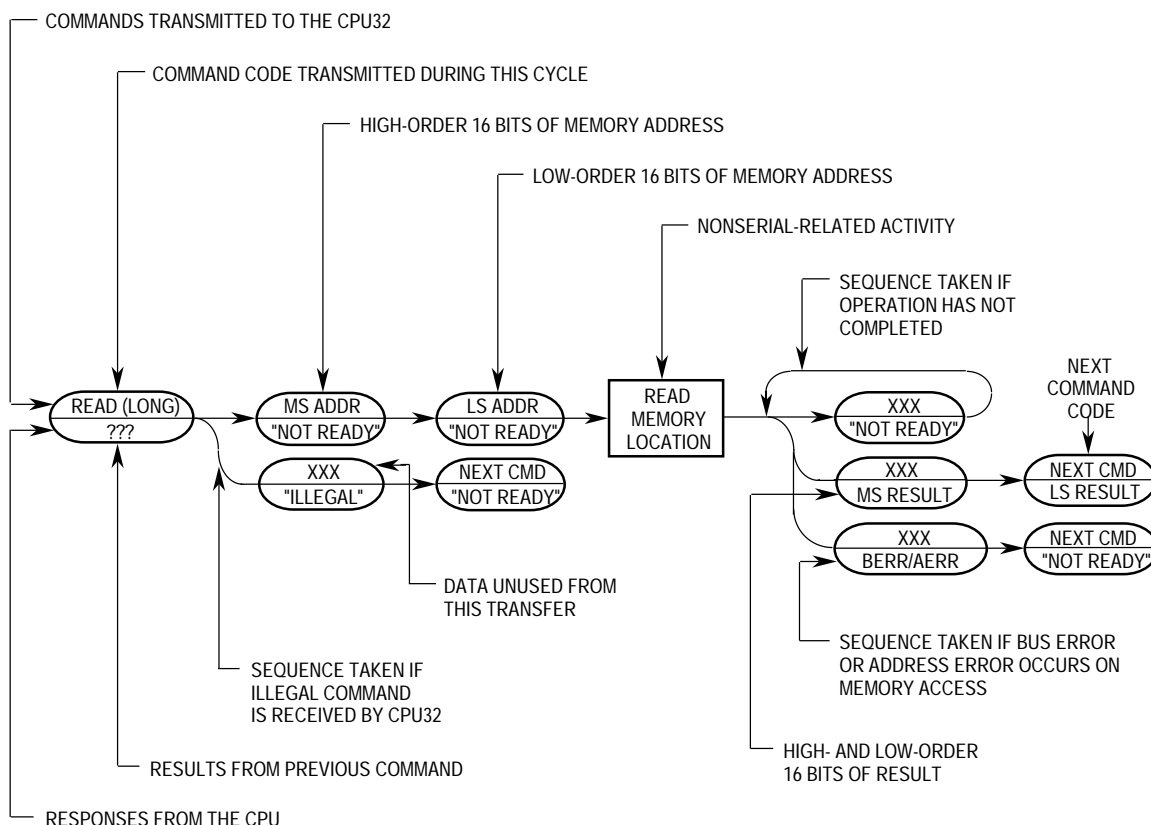 COMMANDS TRANSMITTED TO THE CPU32
COMMAND CODE TRANSMITTED DURING THIS CYCLE
HIGH-ORDER 16 BITS OF MEMORY ADDRESS
LOW-ORDER 16 BITS OF MEMORY ADDRESS
NONSERIAL-RELATED ACTIVITY
SEQUENCE TAKEN IF
OPERATION HAS NOT
COMPLETED
NEXT
COMMAND
CODE
READ (LONG)
???
MS ADDR
"NOT READY"
LS ADDR
"NOT READY"
READ
MEMORY
LOCATION
XXX
"NOT READY"
XXX
"ILLEGAL"
NEXT CMD
"NOT READY"
XXX
MS RESULT
NEXT CMD
LS RESULT
XXX
BERR/AERR
NEXT CMD
"NOT READY"
DATA UNUSED FROM
THIS TRANSFER
SEQUENCE TAKEN IF
ILLEGAL COMMAND
IS RECEIVED BY CPU32
SEQUENCE TAKEN IF BUS ERROR
OR ADDRESS ERROR OCCURS ON
MEMORY ACCESS
HIGH- AND LOW-ORDER
16 BITS OF RESULT
RESULTS FROM PREVIOUS COMMAND
RESPONSES FROM THE CPU